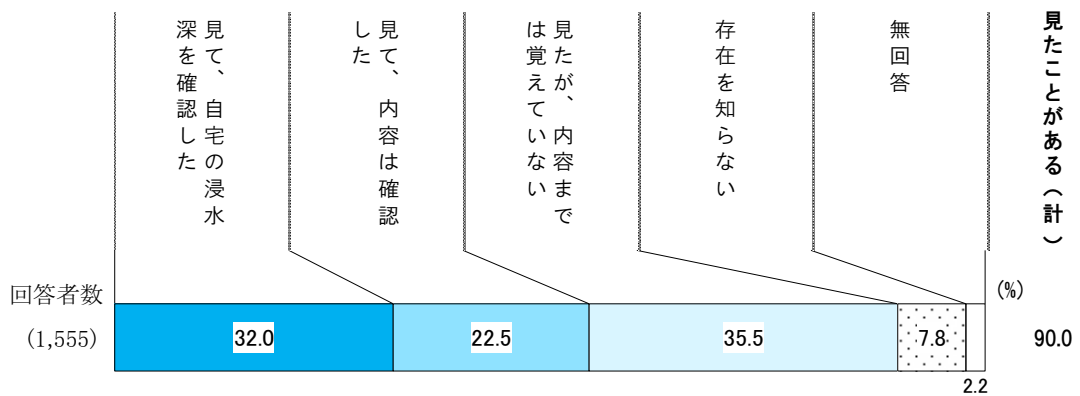 見て、自宅の浸水
深を確認した
見て、内容は確認
した
見たが、内容まで
は覚えていない
存在を知らない
無回答
見たことがある（計）
(%)
回答者数
(1,555)
32.0
22.5
35.5
7.8
2.2
90.0